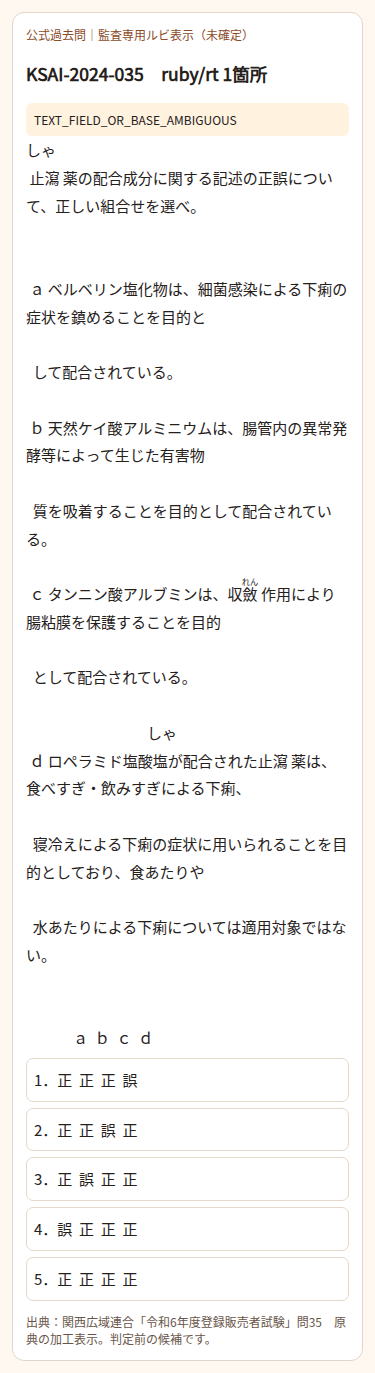 公式過去問｜監査専用ルビ表示（未確定）
KSAI-2024-035　ruby/rt 1箇所
TEXT_FIELD_OR_BASE_AMBIGUOUS
しゃ
止瀉 薬の配合成分に関する記述の正誤につい
て、正しい組合せを選べ。
ａ ベルベリン塩化物は、細菌感染による下痢の
症状を鎮めることを目的と
して配合されている。
ｂ 天然ケイ酸アルミニウムは、腸管内の異常発
酵等によって生じた有害物
質を吸着することを目的として配合されてい
る。
れん
ｃ タンニン酸アルブミンは、収斂 作用により
腸粘膜を保護することを目的
として配合されている。
しゃ
ｄ ロペラミド塩酸塩が配合された止瀉 薬は、
食べすぎ・飲みすぎによる下痢、
寝冷えによる下痢の症状に用いられることを目
的としており、食あたりや
水あたりによる下痢については適用対象ではな
い。
ａ ｂ ｃ ｄ
1．正 正 正 誤
2．正 正 誤 正
3．正 誤 正 正
4．誤 正 正 正
5．正 正 正 正
出典：関西広域連合「令和6年度登録販売者試験」問35　原
典の加工表示。判定前の候補です。